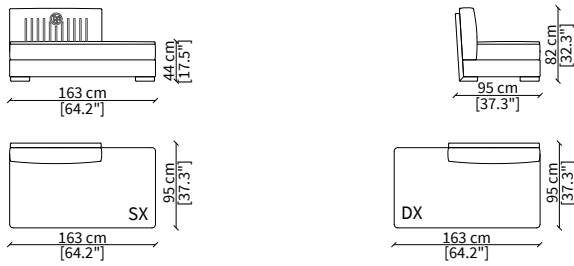 44 cm
[17.5"]
163 cm
[64.2"]
82 cm
[32.3"]
95 cm
[37.3"]
SX
95 cm
[37.3"]
163 cm
[64.2"]
DX
95 cm
[37.3"]
163 cm
[64.2"]